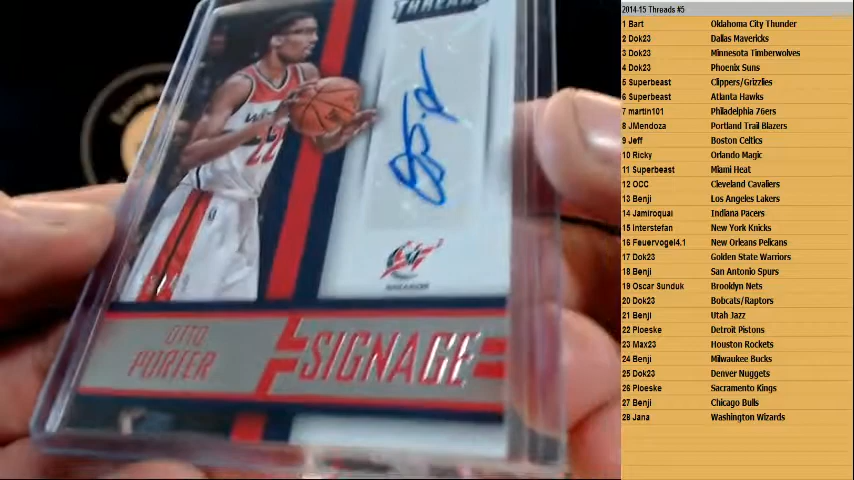 THREADS
22
OTTO
PORTER
SIGNAGE
2014-15 Threads #5
1 Bart Oklahoma City Thunder
2 Dok23 Dallas Mavericks
3 Dok23 Minnesota Timberwolves
4 Dok23 Phoenix Suns
5 Superbeast Clippers/Grizzlies
6 Superbeast Atlanta Hawks
7 martin101 Philadelphia 76ers
8 JMendoza Portland Trail Blazers
9 Jeff Boston Celtics
10 Ricky Orlando Magic
11 Superbeast Miami Heat
12 OCC Cleveland Cavaliers
13 Benji Los Angeles Lakers
14 Jamiroquai Indiana Pacers
15 Interstefan New York Knicks
16 Feuervogel4.1 New Orleans Pelicans
17 Dok23 Golden State Warriors
18 Benji San Antonio Spurs
19 Oscar Sunduk Brooklyn Nets
20 Dok23 Bobcats/Raptors
21 Benji Utah Jazz
22 Ploeske Detroit Pistons
23 Max23 Houston Rockets
24 Benji Milwaukee Bucks
25 Dok23 Denver Nuggets
26 Ploeske Sacramento Kings
27 Benji Chicago Bulls
28 Jana Washington Wizards